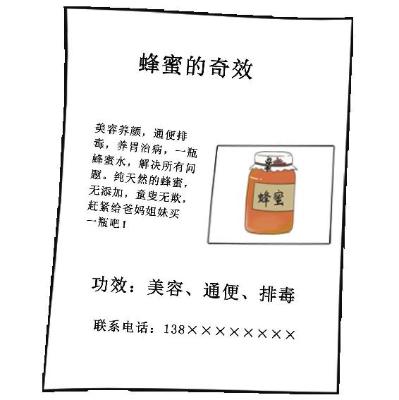 蜂蜜的奇效
美容养颜，通便排
毒，养胃治病，一瓶
蜂蜜水，解决所有问
题。纯天然的蜂蜜，
无添加，童叟无欺，
赶紧给爸妈姐妹买
一瓶吧！
蜂蜜
功效：美容、通便、排毒
联系电话：138××××××××